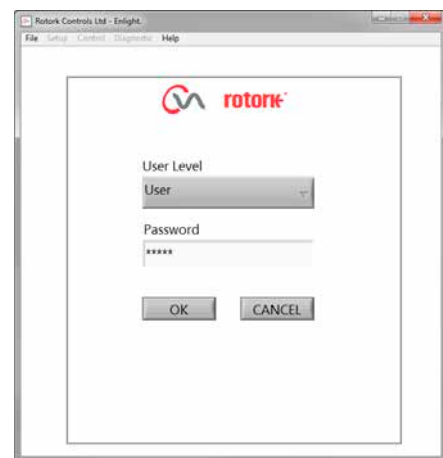 Rotork Controls Ltd - Enlight.
File Setup Control Diagnostic Help
rotork
User Level
User
Password
*****
OK CANCEL